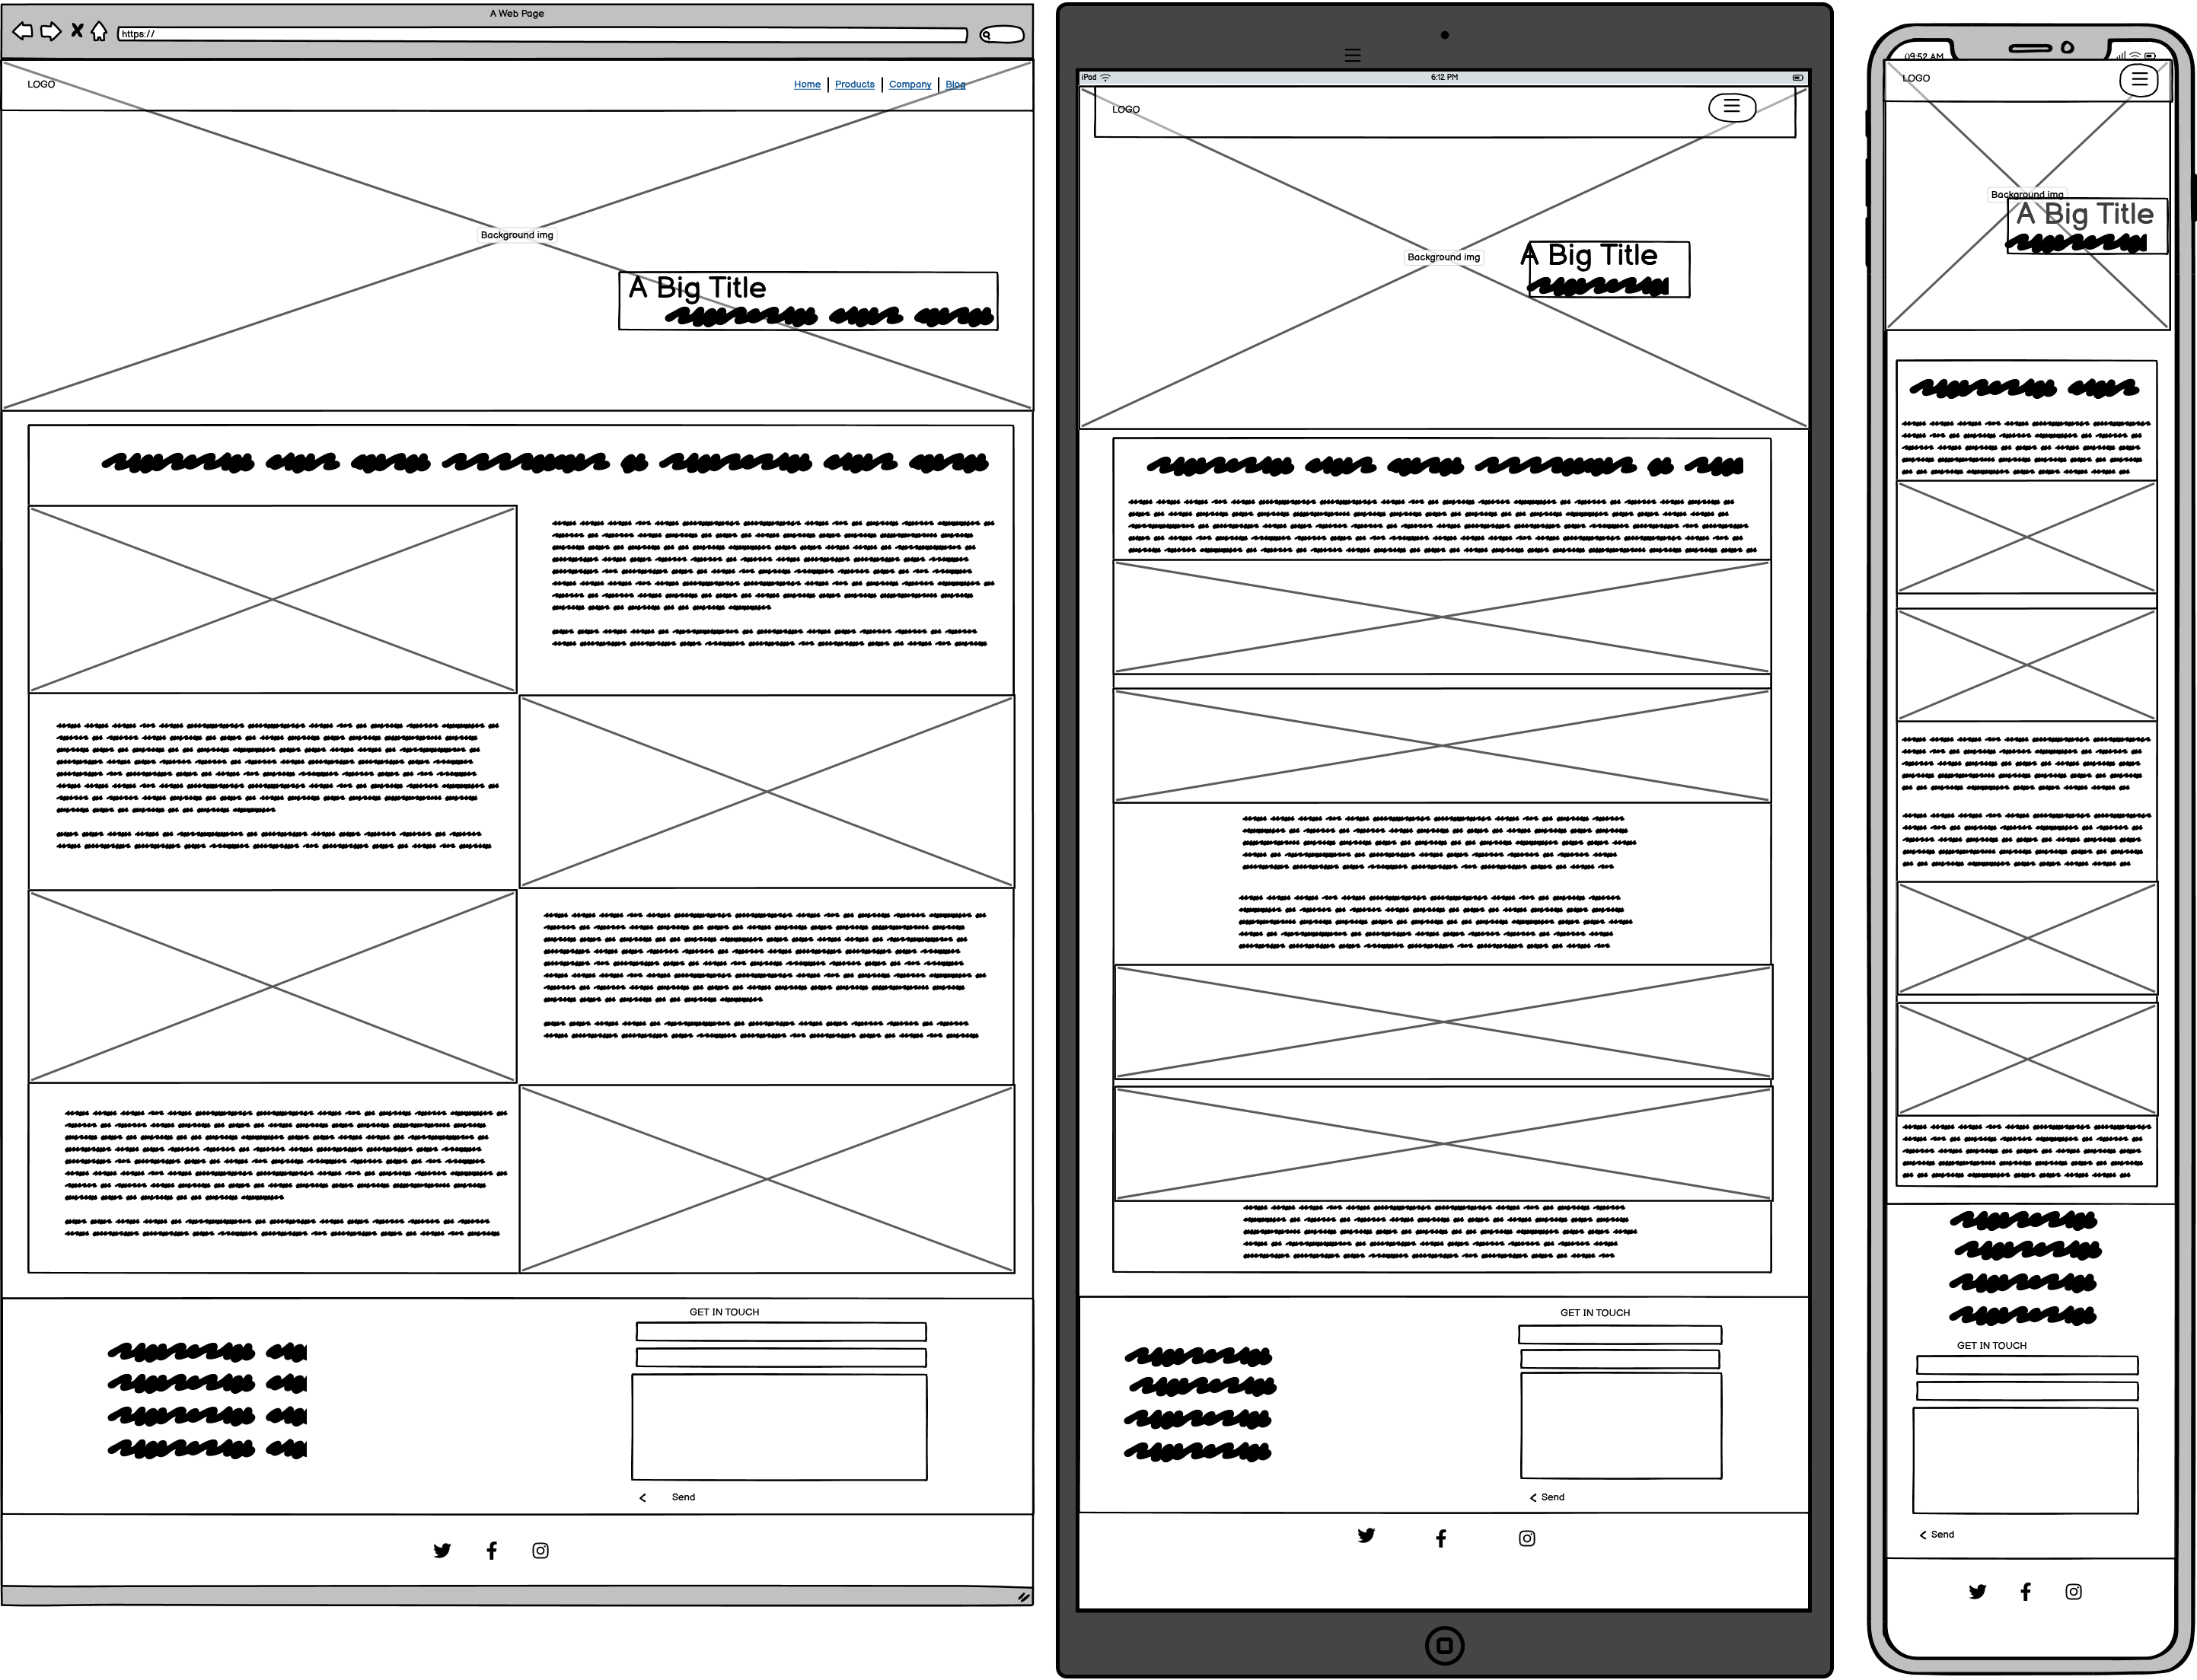 A Web Page
https://
LOGO
Home | Products | Company | Blog
Background img
A Big Title
GET IN TOUCH
Send
iPod
6:12 PM
LOGO
Background img
A Big Title
GET IN TOUCH
Send
09:52 AM
LOGO
Background img
A Big Title
GET IN TOUCH
Send